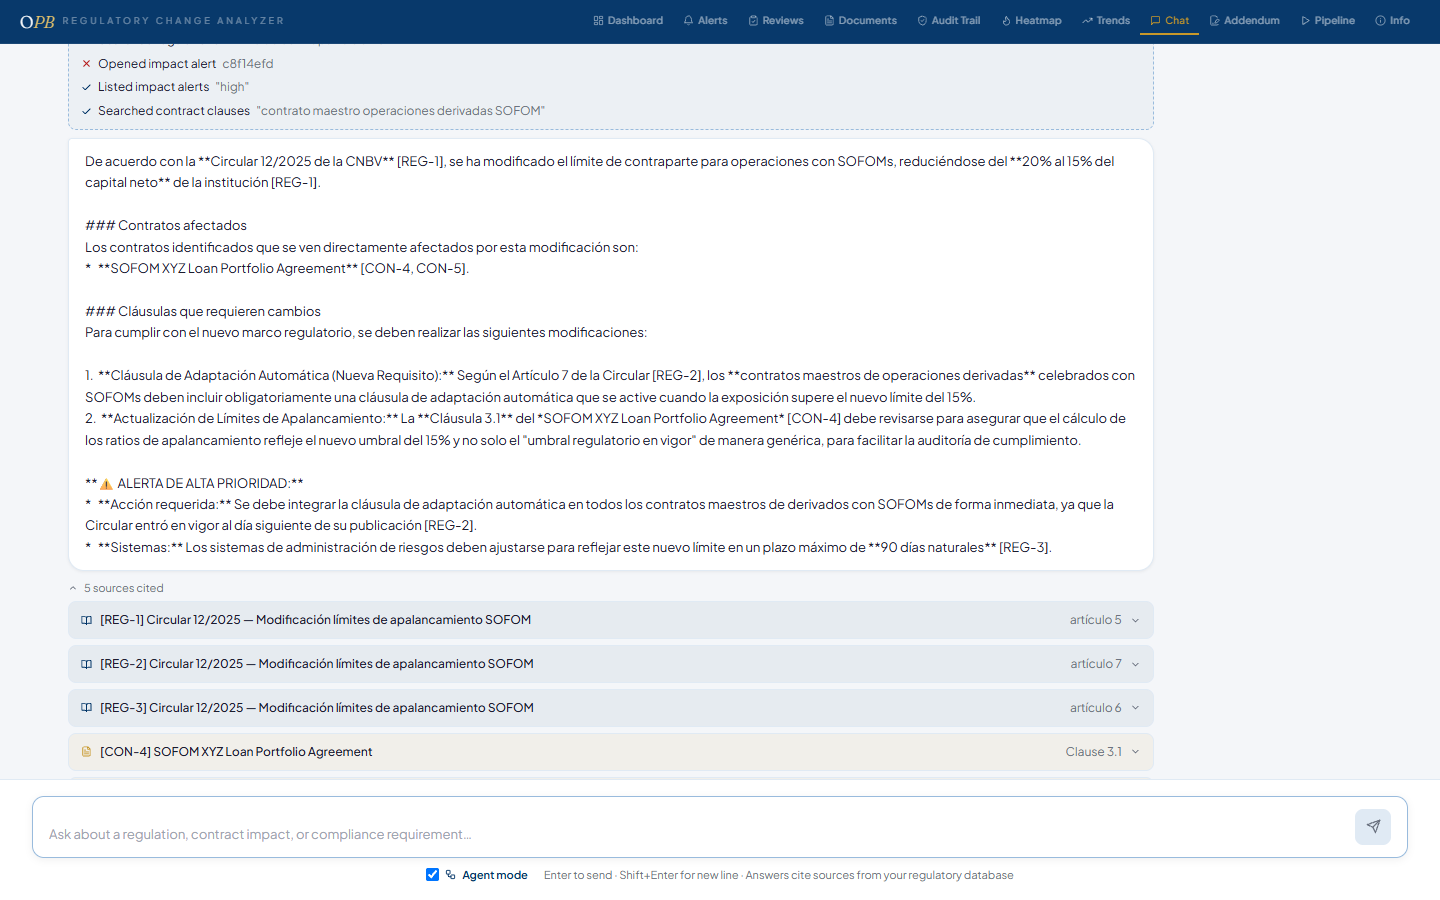 OPB REGULATORY CHANGE ANALYZER
Dashboard
Alerts
Reviews
Documents
Audit Trail
Heatmap
Trends
Chat
Addendum
Pipeline
Info
Opened impact alert c8f14efd
Listed impact alerts "high"
Searched contract clauses "contrato maestro operaciones derivadas SOFOM"
De acuerdo con la **Circular 12/2025 de la CNBV** [REG-1], se ha modificado el límite de contraparte para operaciones con SOFOMs, reduciéndose del **20% al 15% del
capital neto** de la institución [REG-1].
### Contratos afectados
Los contratos identificados que se ven directamente afectados por esta modificación son:
* **SOFOM XYZ Loan Portfolio Agreement** [CON-4, CON-5].
### Cláusulas que requieren cambios
Para cumplir con el nuevo marco regulatorio, se deben realizar las siguientes modificaciones:
1. **Cláusula de Adaptación Automática (Nueva Requisito):** Según el Artículo 7 de la Circular [REG-2], los **contratos maestros de operaciones derivadas** celebrados con
SOFOMs deben incluir obligatoriamente una cláusula de adaptación automática que se active cuando la exposición supere el nuevo límite del 15%.
2. **Actualización de Límites de Apalancamiento:** La **Cláusula 3.1** del *SOFOM XYZ Loan Portfolio Agreement* [CON-4] debe revisarse para asegurar que el cálculo de
los ratios de apalancamiento refleje el nuevo umbral del 15% y no solo el "umbral regulatorio en vigor" de manera genérica, para facilitar la auditoría de cumplimiento.
**⚠️ ALERTA DE ALTA PRIORIDAD:**
* **Acción requerida:** Se debe integrar la cláusula de adaptación automática en todos los contratos maestros de derivados con SOFOMs de forma inmediata, ya que la
Circular entró en vigor al día siguiente de su publicación [REG-2].
* **Sistemas:** Los sistemas de administración de riesgos deben ajustarse para reflejar este nuevo límite en un plazo máximo de **90 días naturales** [REG-3].
5 sources cited
[REG-1] Circular 12/2025 — Modificación límites de apalancamiento SOFOM artículo 5
[REG-2] Circular 12/2025 — Modificación límites de apalancamiento SOFOM artículo 7
[REG-3] Circular 12/2025 — Modificación límites de apalancamiento SOFOM artículo 6
[CON-4] SOFOM XYZ Loan Portfolio Agreement Clause 3.1
Ask about a regulation, contract impact, or compliance requirement…
Agent mode Enter to send · Shift+Enter for new line · Answers cite sources from your regulatory database